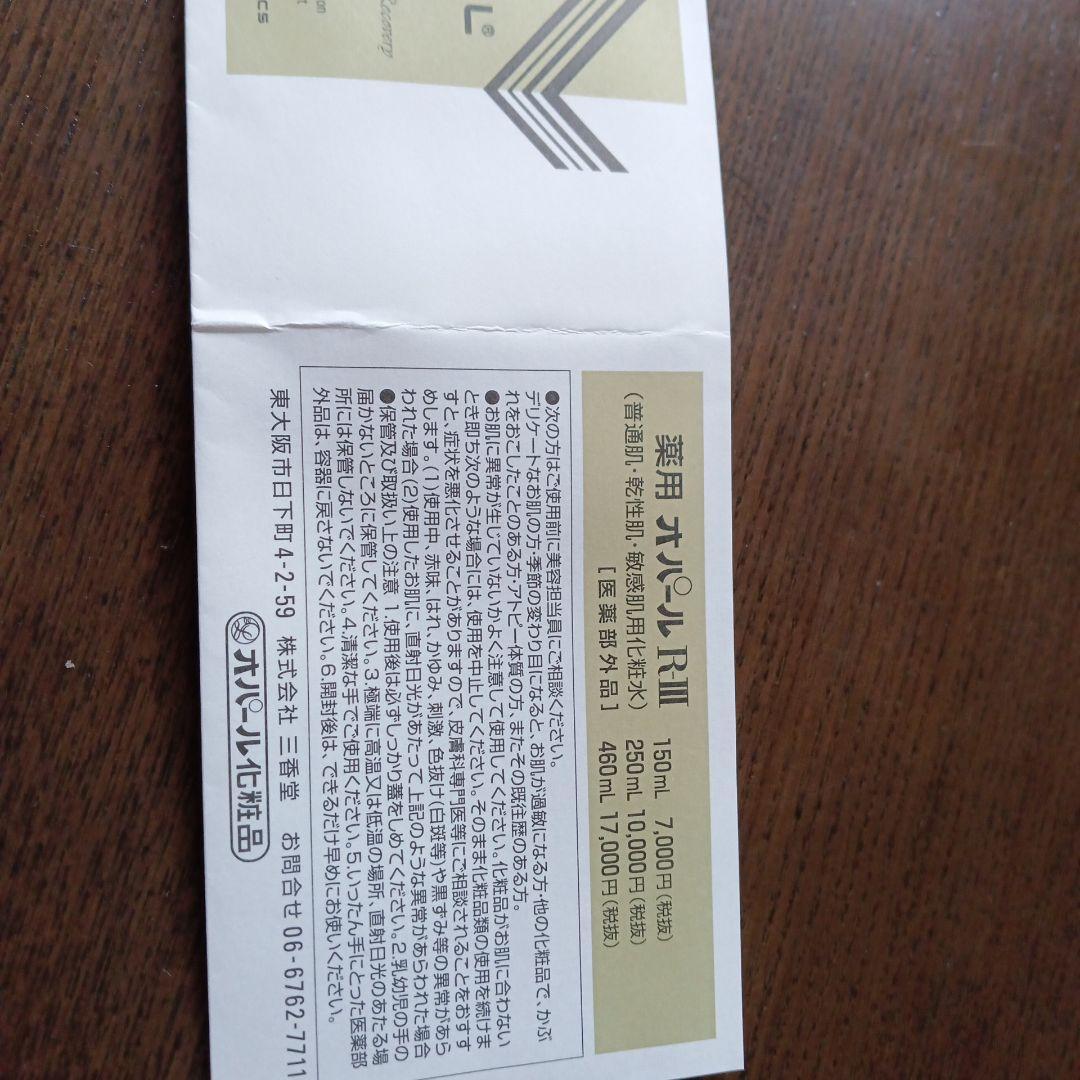 L®
Recovery
on
t
cs
薬用 オパール R-III 150mL 7,000円(税抜)
(普通肌・乾性肌・敏感肌用化粧水) 250mL 10,000円(税抜)
[医薬部外品] 460mL 17,000円(税抜)
●次の方はご使用前に美容担当員にご相談ください。
デリケートなお肌の方・季節の変わり目になると、お肌が過敏になる方・他の化粧品で、かぶ
れをおこしたことのある方・アトピー体質の方、またその既往歴のある方。
●お肌に異常が生じていないかよく注意して使用してください。化粧品がお肌に合わない
とき即ち次のような場合には、使用を中止してください。そのまま化粧品類の使用を続けま
すと、症状を悪化させることがありますので、皮膚科専門医等にご相談されることをおすす
めします。(1)使用中、赤味、はれ、かゆみ、刺激、色抜け(白斑等)や黒ずみ等の異常があら
われた場合(2)使用したお肌に、直射日光があたって上記のような異常があらわれた場合
●保管及び取扱い上の注意 1.使用後は必ずしっかり蓋をしめてください。2.乳幼児の手の
届かないところに保管してください。3.極端に高温又は低温の場所、直射日光のあたる場
所には保管しないでください。4.清潔な手でご使用ください。5.いったん手にとった医薬部
外品は、容器に戻さないでください。6.開封後は、できるだけ早めにお使いください。
東大阪市日下町4-2-59 株式会社 三香堂 お問合せ 06-6762-7711
オパール化粧品